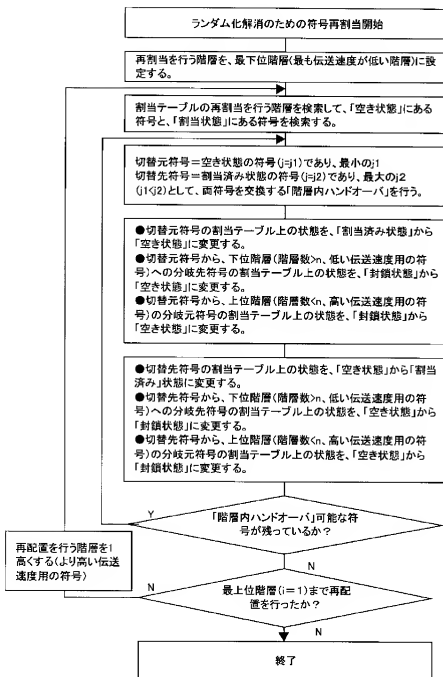 ランダム化解消のための符号再割当開始
再割当を行う階層を、最下位階層(最も伝送速度が低い階層)に設
定する。
割当テーブルの再割当を行う階層を検索して、「空き状態」にある
符号と、「割当状態」にある符号を検索する。
切替元符号=空き状態の符号(j=j1)であり、最小のj1
切替先符号=割当済み状態の符号(j=j2)であり、最大のj2
(j1<j2)として、両符号を交換する「階層内ハンドオーバ」を行う。
●切替元符号の割当テーブル上の状態を、「割当済み状態」から
「空き状態」に変更する。
●切替元符号から、下位階層(階層数>n、低い伝送速度用の符
号)への分岐先符号の割当テーブル上の状態を、「封鎖状態」から
「空き状態」に変更する。
●切替元符号から、上位階層(階層数<n、高い伝送速度用の符
号)の分岐元符号の割当テーブル上の状態を、「封鎖状態」から
「空き状態」に変更する。
●切替先符号の割当テーブル上の状態を、「空き状態」から「割当
済み」状態に変更する。
●切替先符号から、下位階層(階層数>n、低い伝送速度用の符
号)への分岐先符号の割当テーブル上の状態を、「空き状態」から
「封鎖状態」に変更する。
●切替先符号から、上位階層(階層数<n、高い伝送速度用の符
号)の分岐元符号の割当テーブル上の状態を、「空き状態」から
「封鎖状態」に変更する。
Y
「階層内ハンドオーバ」可能な符
号が残っているか?
N
再配置を行う階層を1
高くする(より高い伝送
速度用の符号)
N
最上位階層(i=1)まで再配
置を行ったか?
N
終了